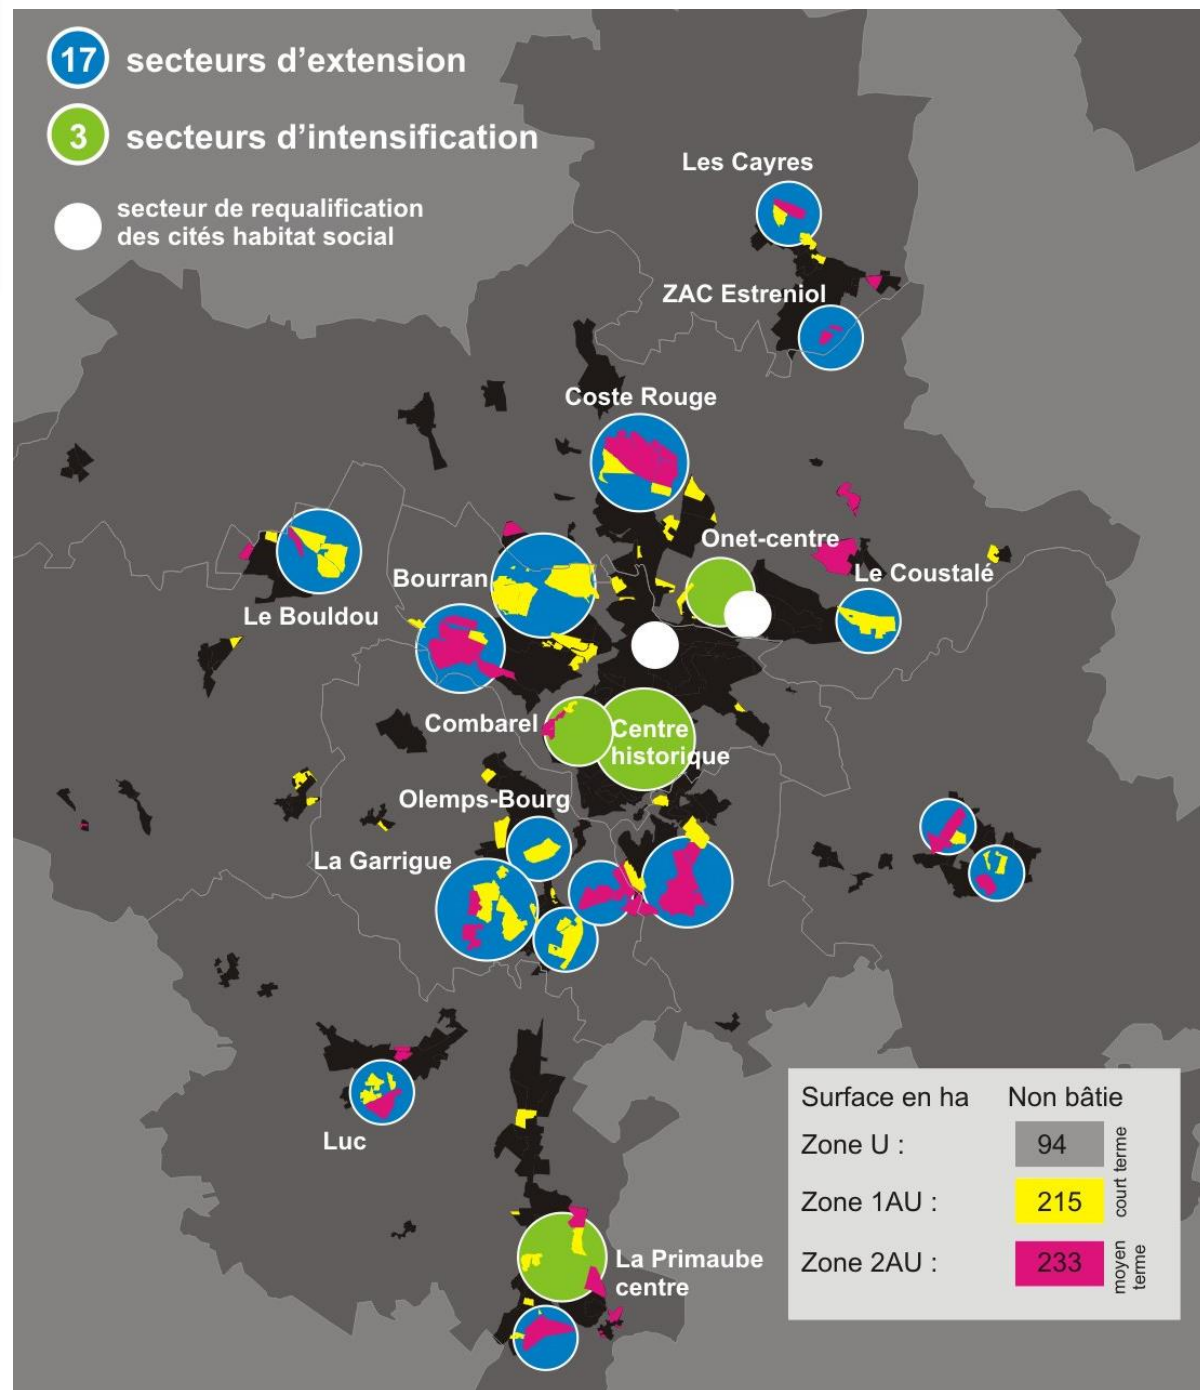 17 secteurs d’extension
3 secteurs d’intensification
secteur de requalification
des cités habitat social
Les Cayres
ZAC Estreniol
Coste Rouge
Onet-centre
Le Coustalé
Bourran
Le Bouldou
Combarel
Centre
historique
Olemps-Bourg
La Garrigue
Luc
La Primaube
centre
Surface en ha Non bâtie
Zone U : 94
Zone 1AU : 215
court terme
Zone 2AU : 233
moyen
terme